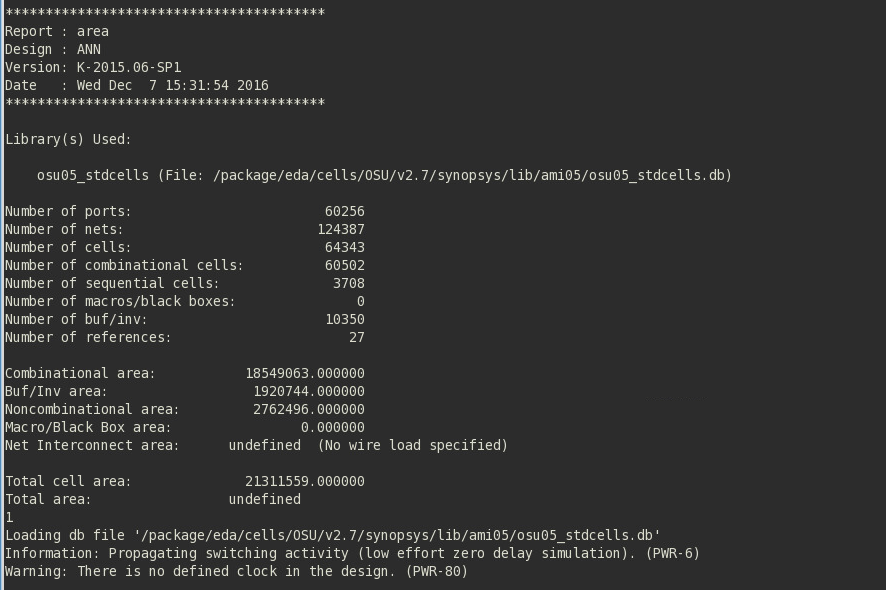 ****************************************
Report : area
Design : ANN
Version: K-2015.06-SP1
Date   : Wed Dec  7 15:31:54 2016
****************************************
Library(s) Used:
    osu05_stdcells (File: /package/eda/cells/OSU/v2.7/synopsys/lib/ami05/osu05_stdcells.db)
Number of ports:                        60256
Number of nets:                        124387
Number of cells:                        64343
Number of combinational cells:          60502
Number of sequential cells:              3708
Number of macros/black boxes:               0
Number of buf/inv:                      10350
Number of references:                      27
Combinational area:           18549063.000000
Buf/Inv area:                  1920744.000000
Noncombinational area:         2762496.000000
Macro/Black Box area:                0.000000
Net Interconnect area:      undefined  (No wire load specified)
Total cell area:              21311559.000000
Total area:                 undefined
1
Loading db file '/package/eda/cells/OSU/v2.7/synopsys/lib/ami05/osu05_stdcells.db'
Information: Propagating switching activity (low effort zero delay simulation). (PWR-6)
Warning: There is no defined clock in the design. (PWR-80)